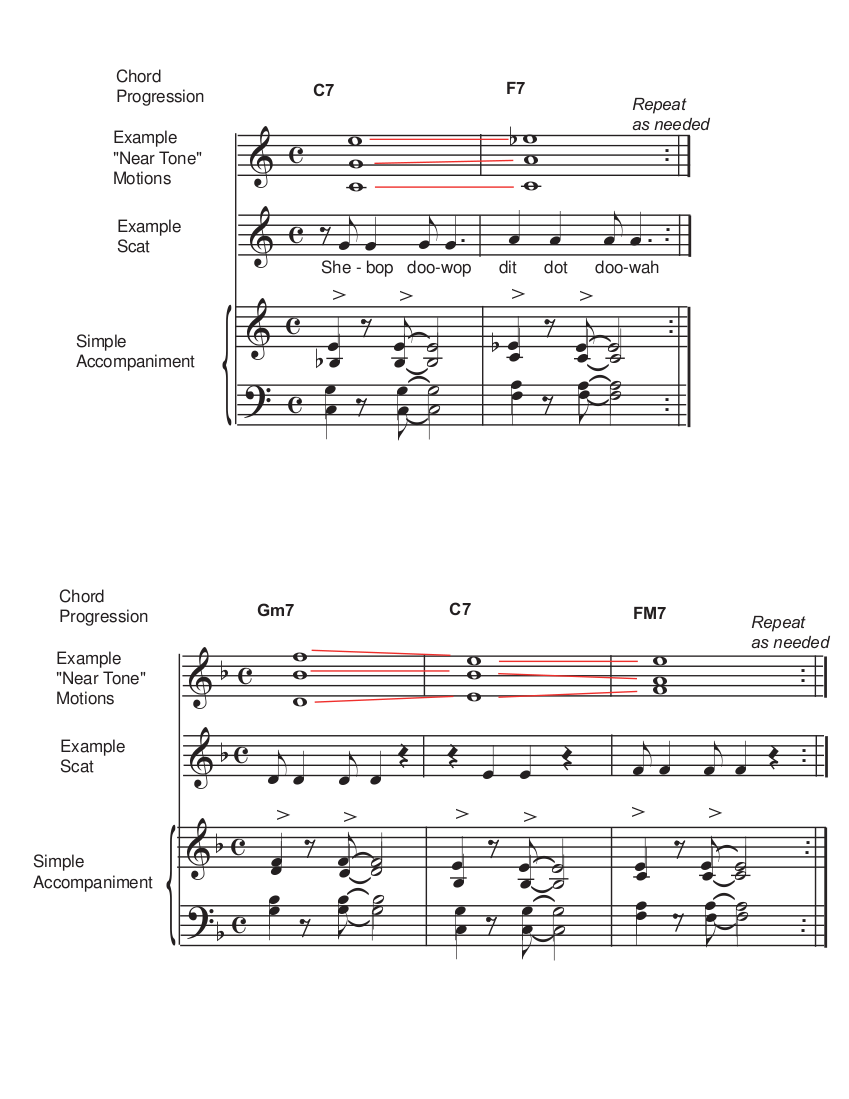 Chord
Progression
C7
F7
Repeat
as needed
Example
"Near Tone"
Motions
Example
Scat
She - bop doo-wop dit dot doo-wah
Simple
Accompaniment
Chord
Progression
Gm7
C7
FM7
Repeat
as needed
Example
"Near Tone"
Motions
Example
Scat
Simple
Accompaniment